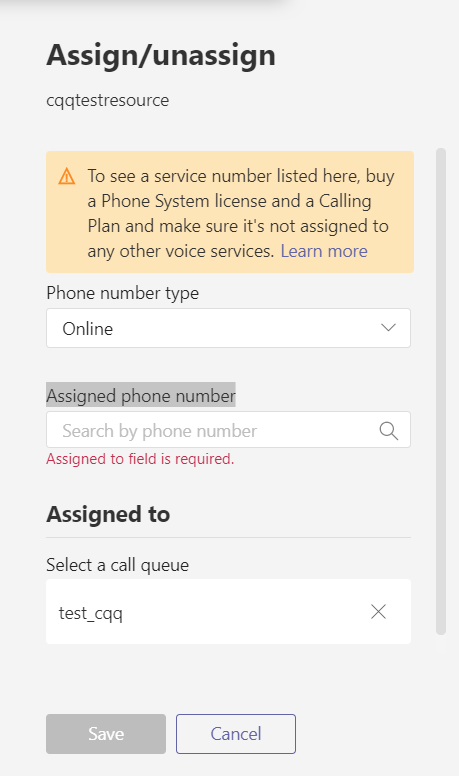 Assign/unassign
cqqtestresource
To see a service number listed here, buy
a Phone System license and a Calling
Plan and make sure it's not assigned to
any other voice services. Learn more
Phone number type
Online
Assigned phone number
Search by phone number
Assigned to field is required.
Assigned to
Select a call queue
test_cqq
Save Cancel